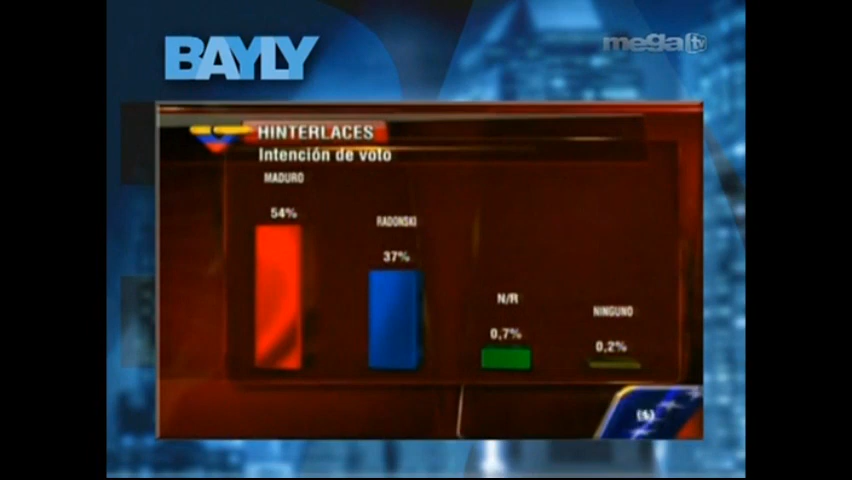 BAYLY
mega tv
HINTERLACES
Intención de voto
MADURO
54%
RADONSKI
37%
N/R
0,7%
NINGUNO
0,2%